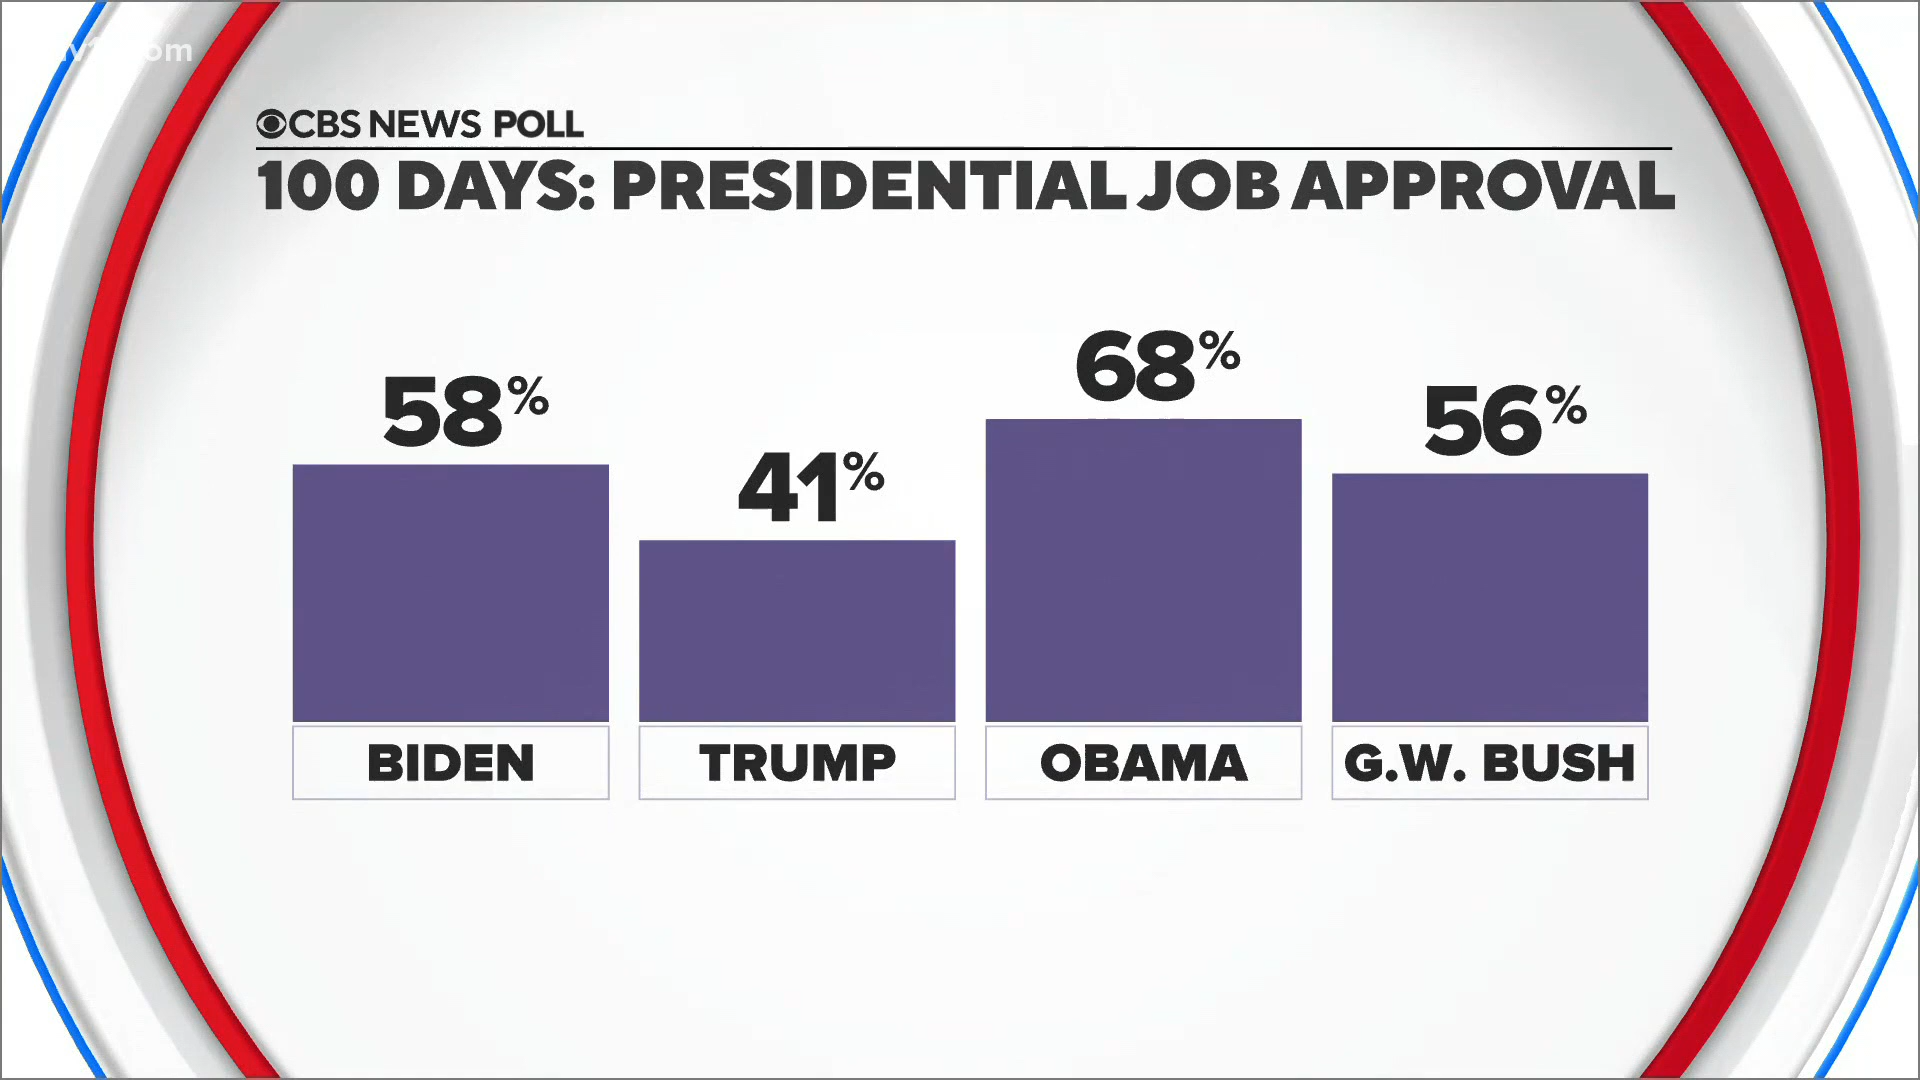 CBS NEWS POLL
100 DAYS: PRESIDENTIAL JOB APPROVAL
58% 41% 68% 56%
BIDEN TRUMP OBAMA G.W. BUSH